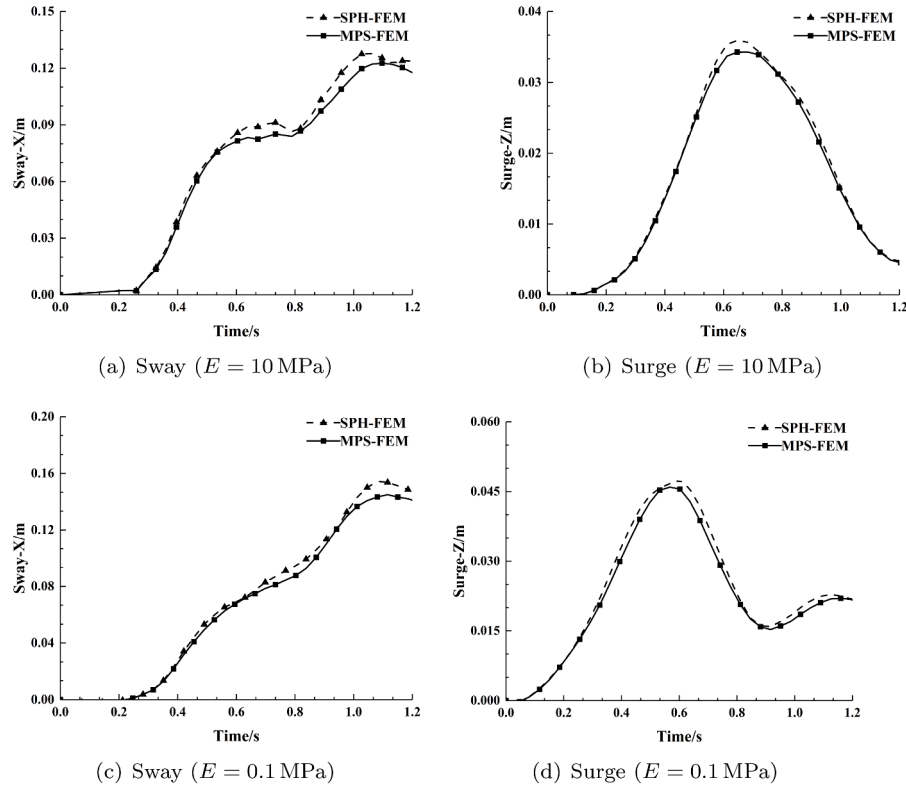 0.15
0.12
0.09
0.06
0.03
0.00
Sway-X/m
SPH-FEM
MPS-FEM
0.0 0.2 0.4 0.6 0.8 1.0 1.2
Time/s
(a) Sway (E = 10 MPa)
0.04
0.03
0.02
0.01
0.00
Surge-Z/m
SPH-FEM
MPS-FEM
0.0 0.2 0.4 0.6 0.8 1.0 1.2
Time/s
(b) Surge (E = 10 MPa)
0.20
0.16
0.12
0.08
0.04
0.00
Sway-X/m
SPH-FEM
MPS-FEM
0.0 0.2 0.4 0.6 0.8 1.0 1.2
Time/s
(c) Sway (E = 0.1 MPa)
0.060
0.045
0.030
0.015
0.000
Surge-Z/m
SPH-FEM
MPS-FEM
0.0 0.2 0.4 0.6 0.8 1.0 1.2
Time/s
(d) Surge (E = 0.1 MPa)